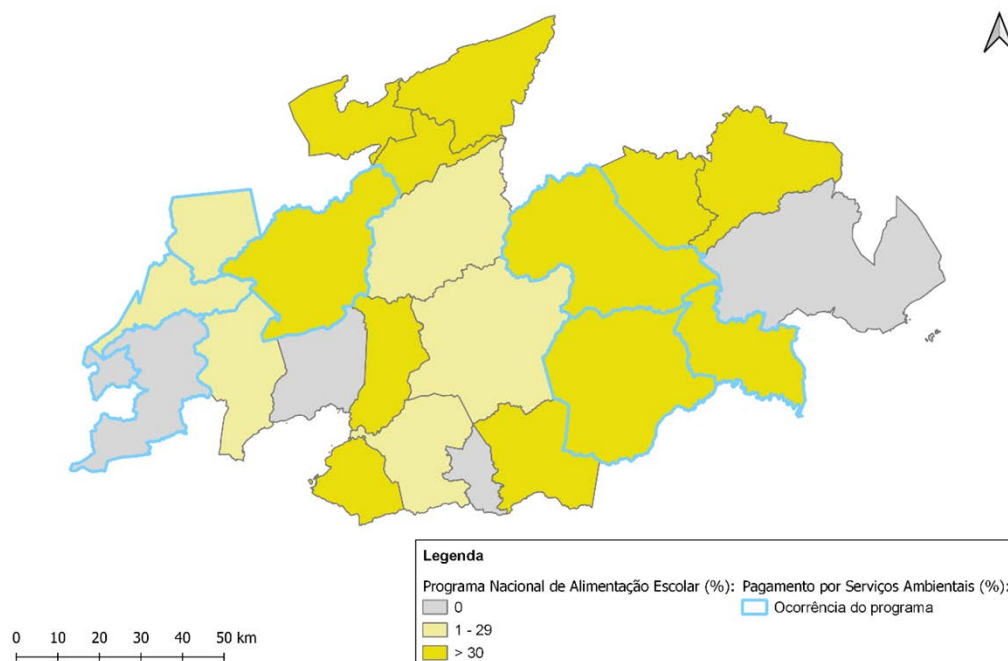 Legenda
Programa Nacional de Alimentação Escolar (%): Pagamento por Serviços Ambientais (%):
0 Ocorrência do programa
1 - 29
> 30
0 10 20 30 40 50 km